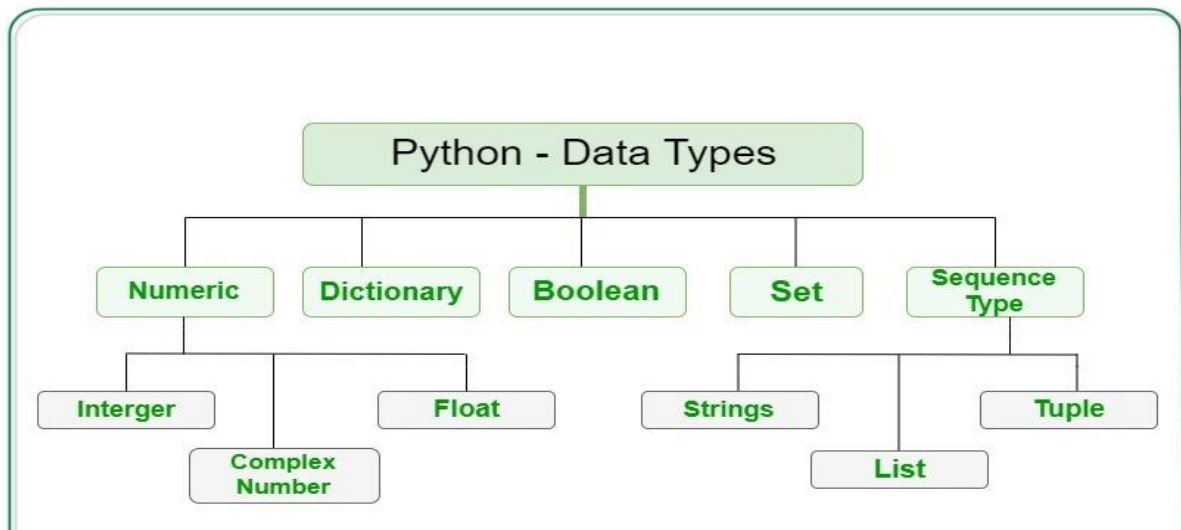 Python - Data Types
Numeric
Dictionary
Boolean
Set
Sequence
Type
Interger
Float
Strings
Tuple
Complex
Number
List